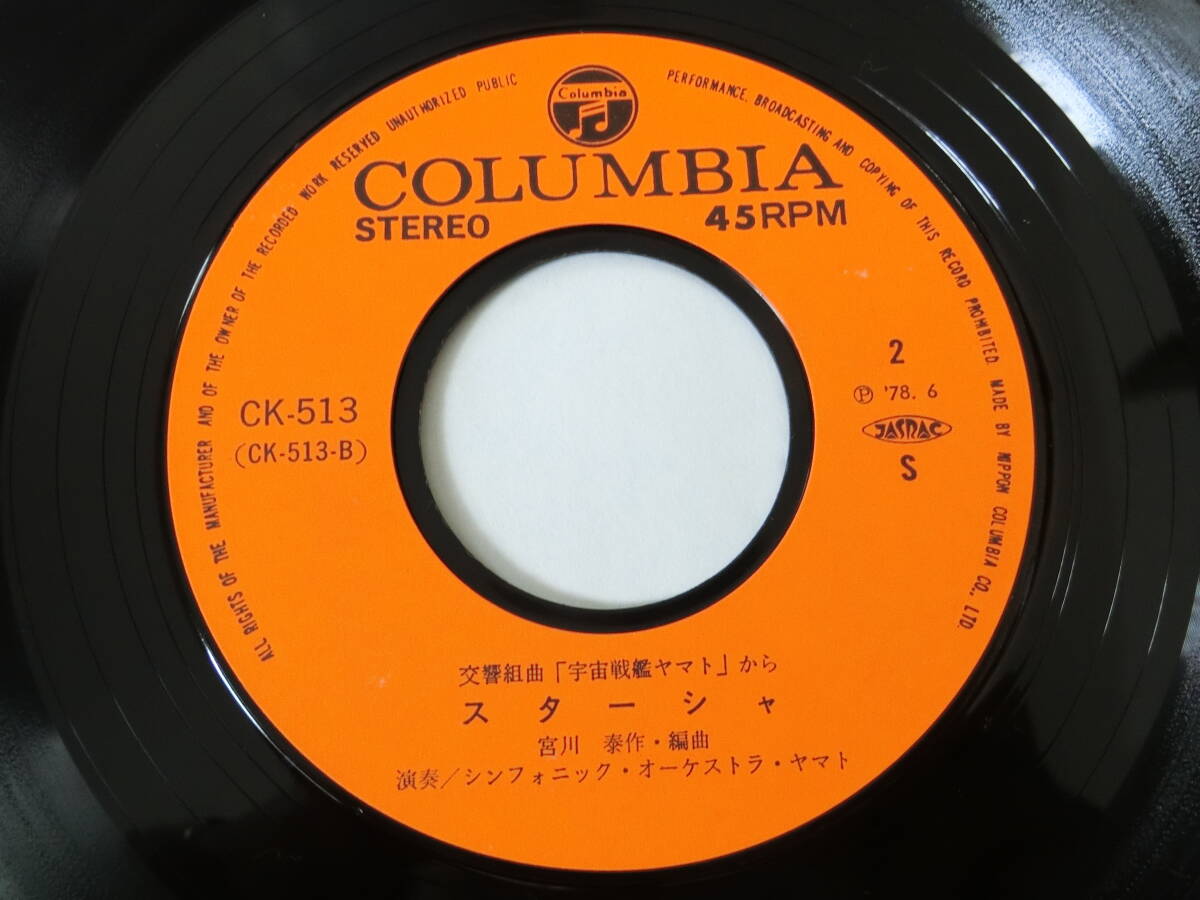 Columbia
COLUMBIA
STEREO 45RPM
CK-513
(CK-513-B)
2
Ⓟ '78. 6
JASRAC
S
交響組曲「宇宙戦艦ヤマト」から
スターシャ
宮川 泰作・編曲
演奏/シンフォニック・オーケストラ・ヤマト
ALL RIGHTS OF THE MANUFACTURER AND OF THE OWNER OF THE RECORDED WORK RESERVED UNAUTHORIZED PUBLIC PERFORMANCE, BROADCASTING AND COPYING OF THIS RECORD PROHIBITED. MADE BY NIPPON COLUMBIA CO., LTD.